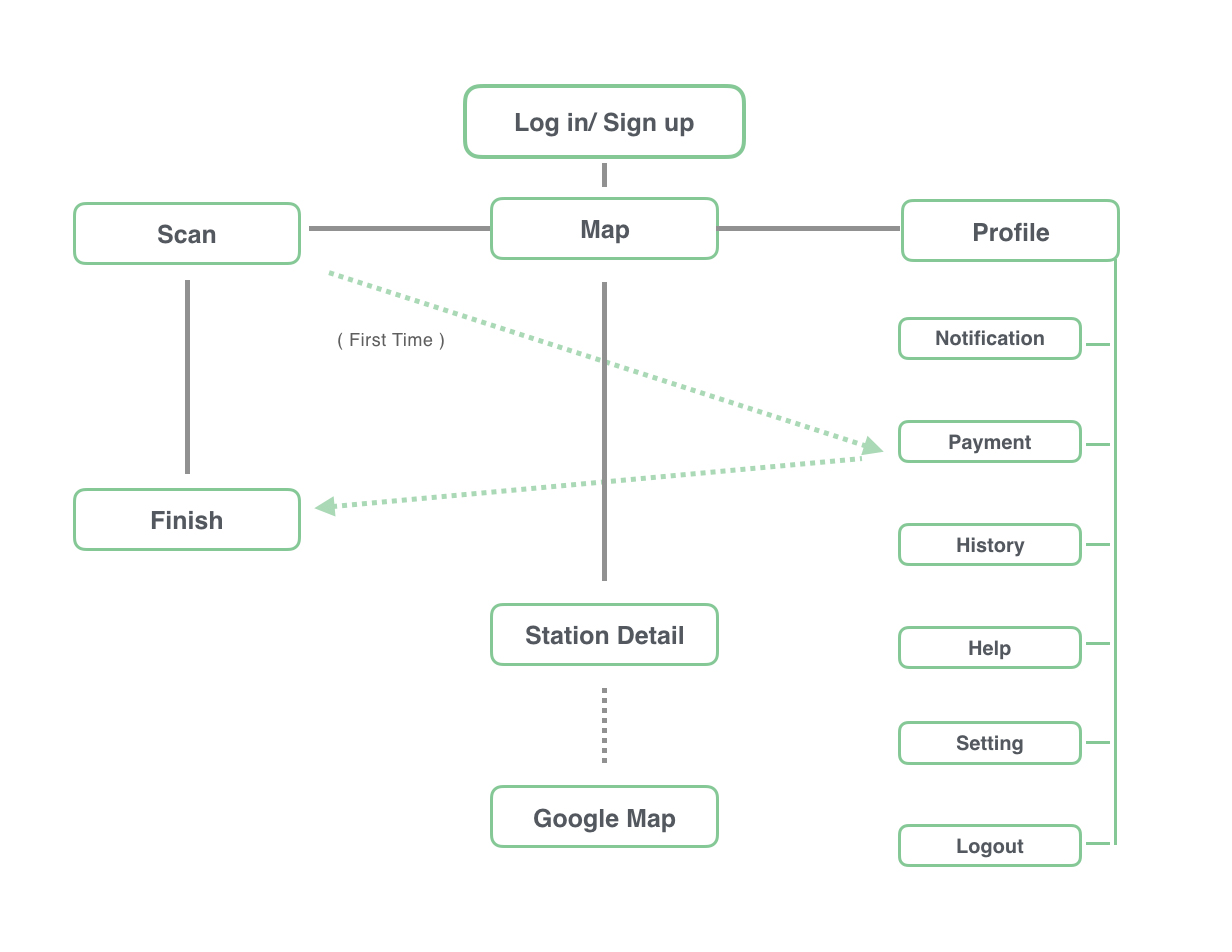 Log in/ Sign up
Scan
Map
Profile
( First Time )
Notification
Payment
Finish
History
Station Detail
Help
Setting
Google Map
Logout